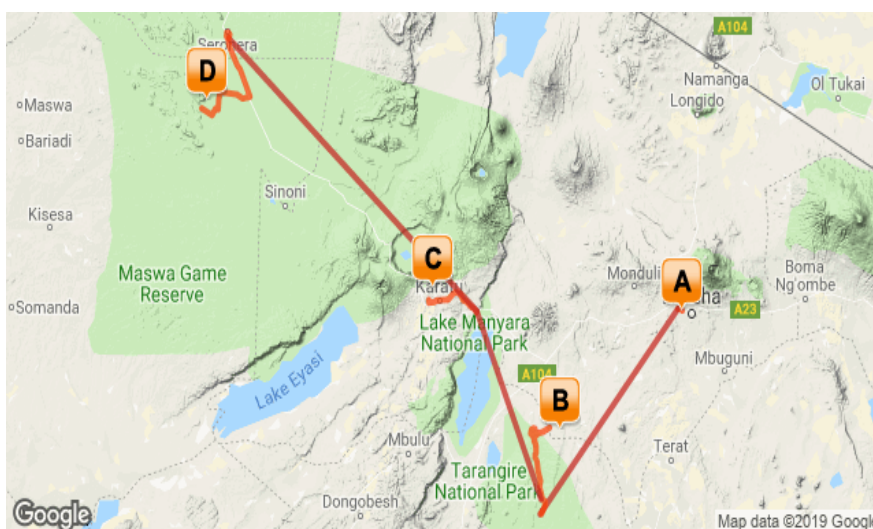 A104
Seronera
Namanga
Ol Tukai
D
Longido
Maswa
Bariadi
Sinoni
Kisesa
C
Maswa Game
Reserve
Karatu
Monduli
A
Boma
Ng'ombe
Somanda
A23
Lake Manyara
National Park
Mbuguni
Lake Eyasi
A104
B
Mbulu
Terat
Tarangire
National Park
Dongobesh
Google
Map data ©2019 Google